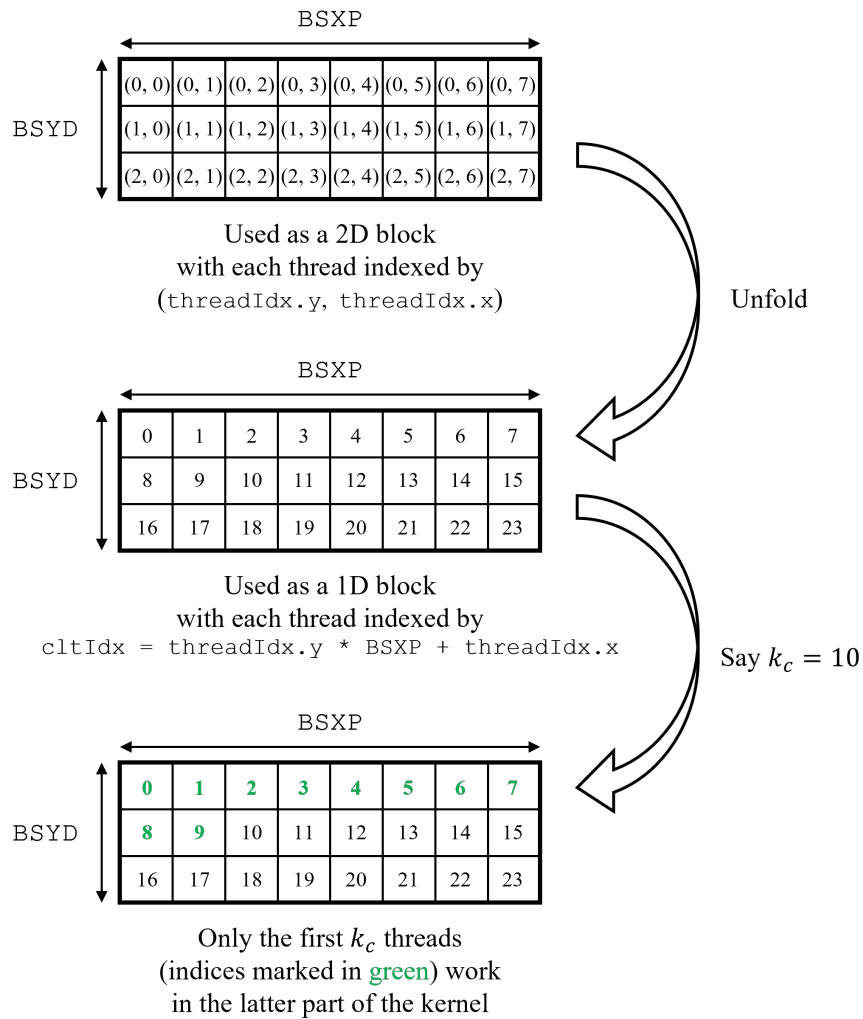 BSXP
BSYD
(0, 0) (0, 1) (0, 2) (0, 3) (0, 4) (0, 5) (0, 6) (0, 7)
(1, 0) (1, 1) (1, 2) (1, 3) (1, 4) (1, 5) (1, 6) (1, 7)
(2, 0) (2, 1) (2, 2) (2, 3) (2, 4) (2, 5) (2, 6) (2, 7)
Used as a 2D block
with each thread indexed by
(threadIdx.y, threadIdx.x)
Unfold
BSXP
BSYD
0 1 2 3 4 5 6 7
8 9 10 11 12 13 14 15
16 17 18 19 20 21 22 23
Used as a 1D block
with each thread indexed by
cltIdx = threadIdx.y * BSXP + threadIdx.x
Say k_c = 10
BSXP
BSYD
0 1 2 3 4 5 6 7
8 9 10 11 12 13 14 15
16 17 18 19 20 21 22 23
Only the first k_c threads
(indices marked in green) work
in the latter part of the kernel